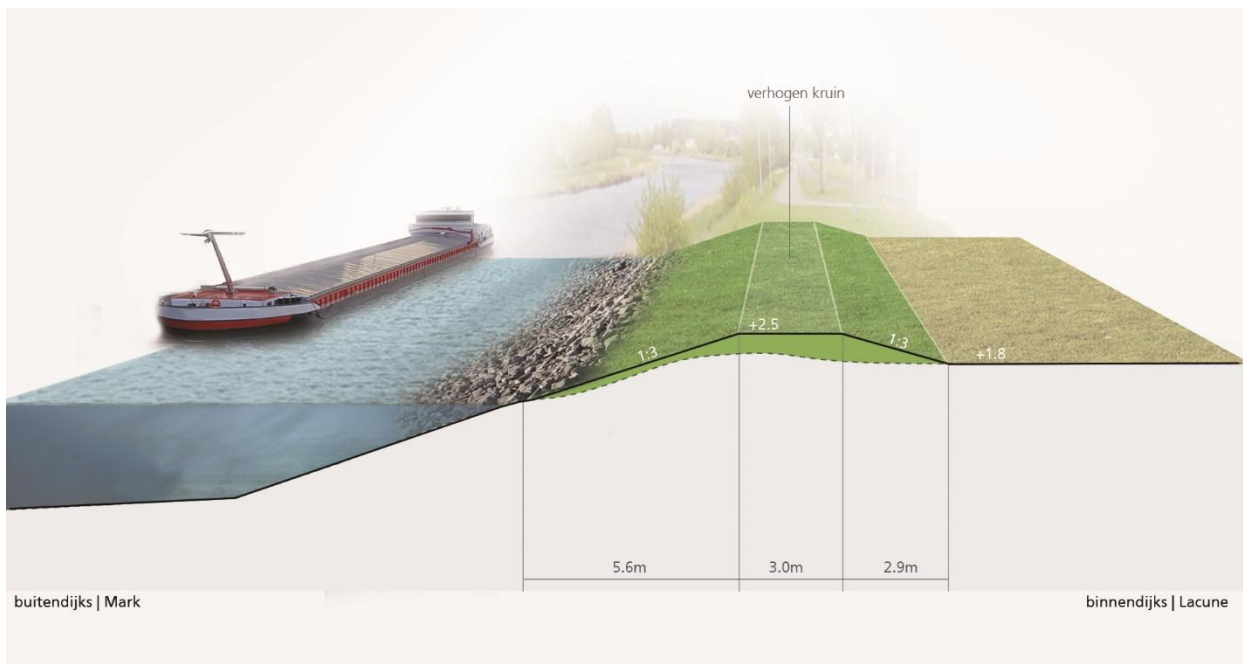 verhogen kruin
+2.5
1:3
1:3
+1.8
5.6m
3.0m
2.9m
buitendijks | Mark
binnendijks | Lacune